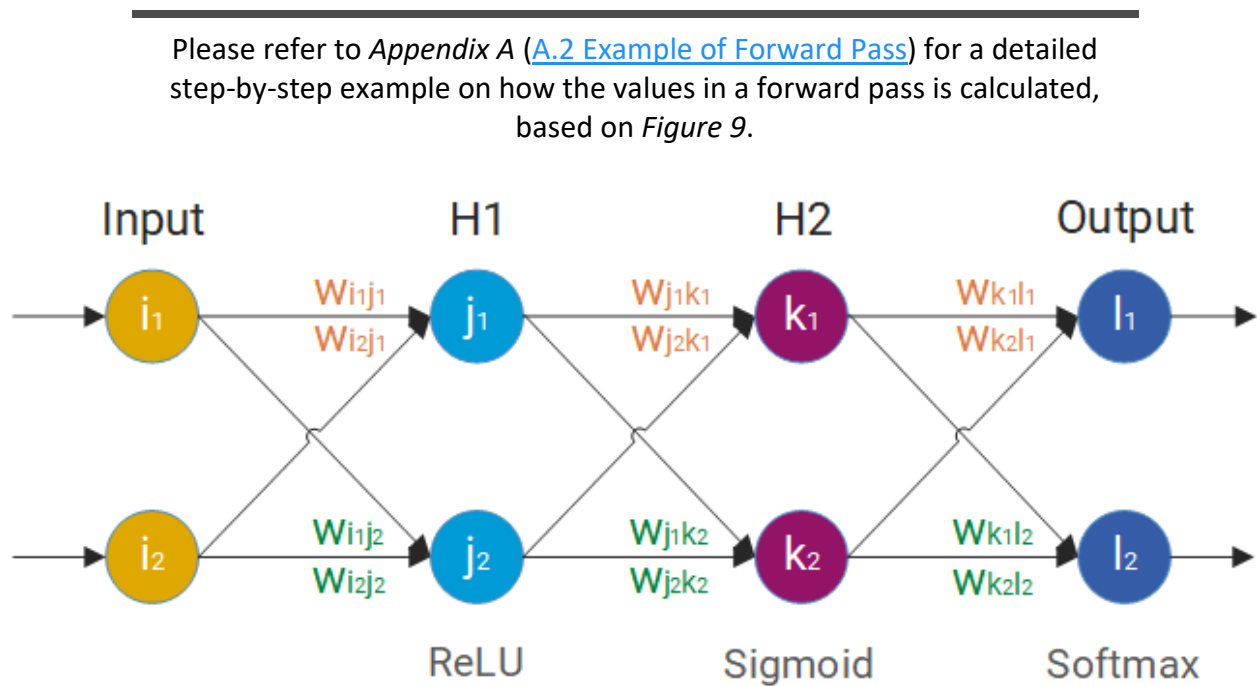 Please refer to Appendix A (A.2 Example of Forward Pass) for a detailed
step-by-step example on how the values in a forward pass is calculated,
based on Figure 9.
Input H1 H2 Output
Wi1j1 Wj1k1 Wk1l1
i1 j1 k1 l1
Wi2j1 Wj2k1 Wk2l1
Wi1j2 Wj1k2 Wk1l2
i2 j2 k2 l2
Wi2j2 Wj2k2 Wk2l2
ReLU Sigmoid Softmax